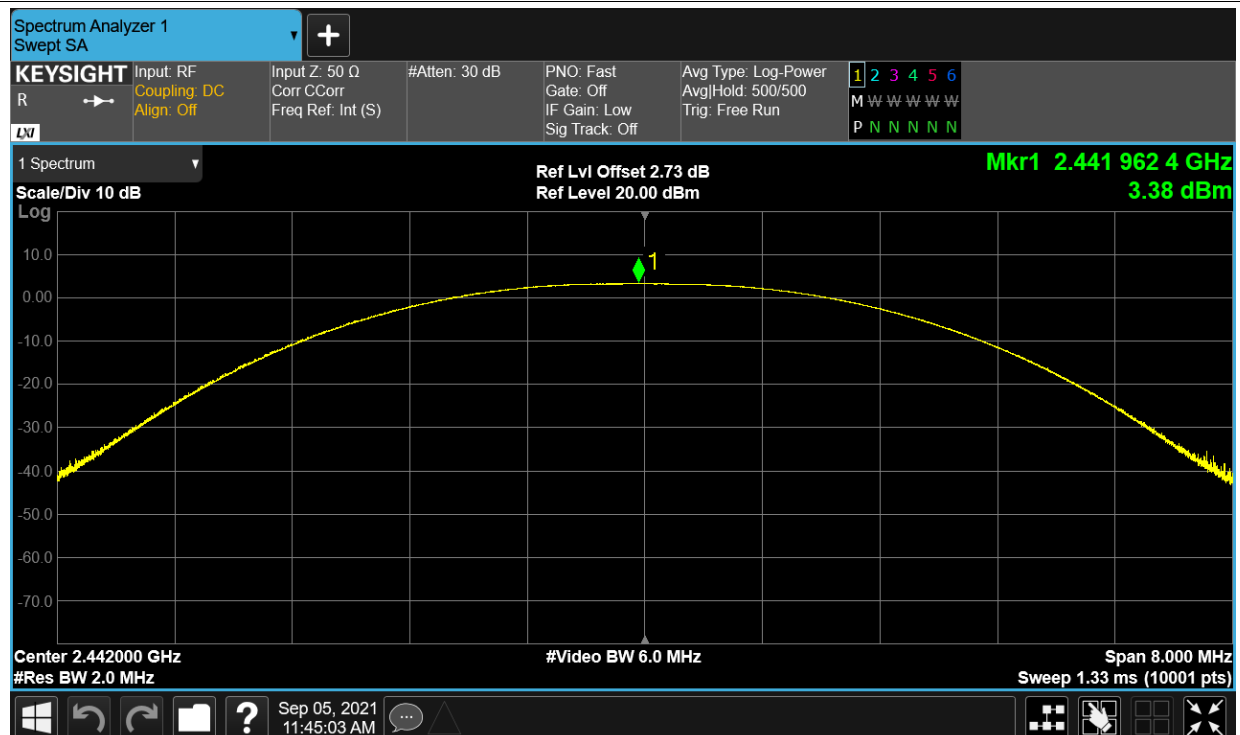 Spectrum Analyzer 1
Swept SA
+
KEYSIGHT
R
LXI
Input: RF
Coupling: DC
Align: Off
Input Z: 50 Ω
Corr CCorr
Freq Ref: Int (S)
#Atten: 30 dB
PNO: Fast
Gate: Off
IF Gain: Low
Sig Track: Off
Avg Type: Log-Power
Avg|Hold: 500/500
Trig: Free Run
1 2 3 4 5 6
M W W W W W
P N N N N N
1 Spectrum
Scale/Div 10 dB
Log
Ref Lvl Offset 2.73 dB
Ref Level 20.00 dBm
Mkr1 2.441 962 4 GHz
3.38 dBm
1
10.0
0.00
-10.0
-20.0
-30.0
-40.0
-50.0
-60.0
-70.0
Center 2.442000 GHz
#Res BW 2.0 MHz
#Video BW 6.0 MHz
Span 8.000 MHz
Sweep 1.33 ms (10001 pts)
?
Sep 05, 2021
11:45:03 AM